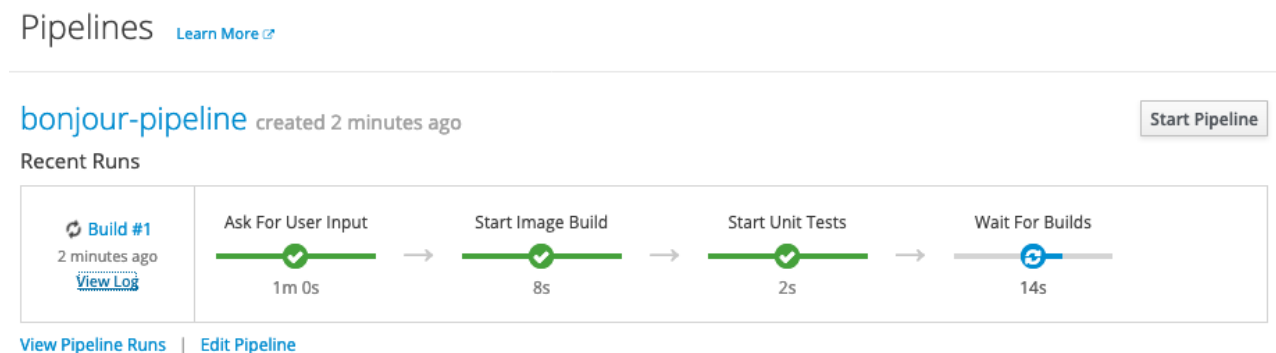 Pipelines Learn More
bonjour-pipeline created 2 minutes ago
Start Pipeline
Recent Runs
Build #1
2 minutes ago
View Log
Ask For User Input
1m 0s
Start Image Build
8s
Start Unit Tests
2s
Wait For Builds
14s
View Pipeline Runs | Edit Pipeline